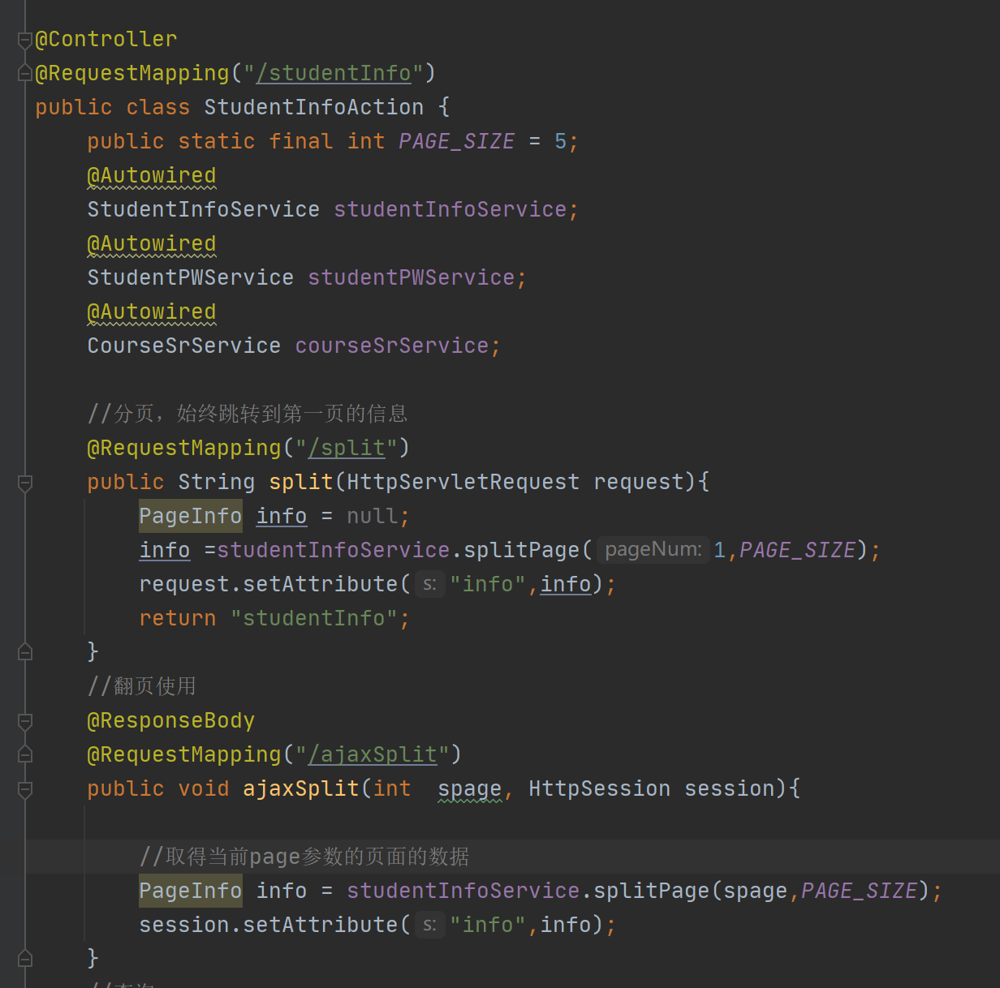 @Controller
@RequestMapping("/studentInfo")
public class StudentInfoAction {
public static final int PAGE_SIZE = 5;
@Autowired
StudentInfoService studentInfoService;
@Autowired
StudentPWService studentPWService;
@Autowired
CourseSrService courseSrService;
//分页，始终跳转到第一页的信息
@RequestMapping("/split")
public String split(HttpServletRequest request){
PageInfo info = null;
info =studentInfoService.splitPage( pageNum: 1,PAGE_SIZE);
request.setAttribute( s: "info",info);
return "studentInfo";
}
//翻页使用
@ResponseBody
@RequestMapping("/ajaxSplit")
public void ajaxSplit(int  spage, HttpSession session){
//取得当前page参数的页面的数据
PageInfo info = studentInfoService.splitPage(spage,PAGE_SIZE);
session.setAttribute( s: "info",info);
}